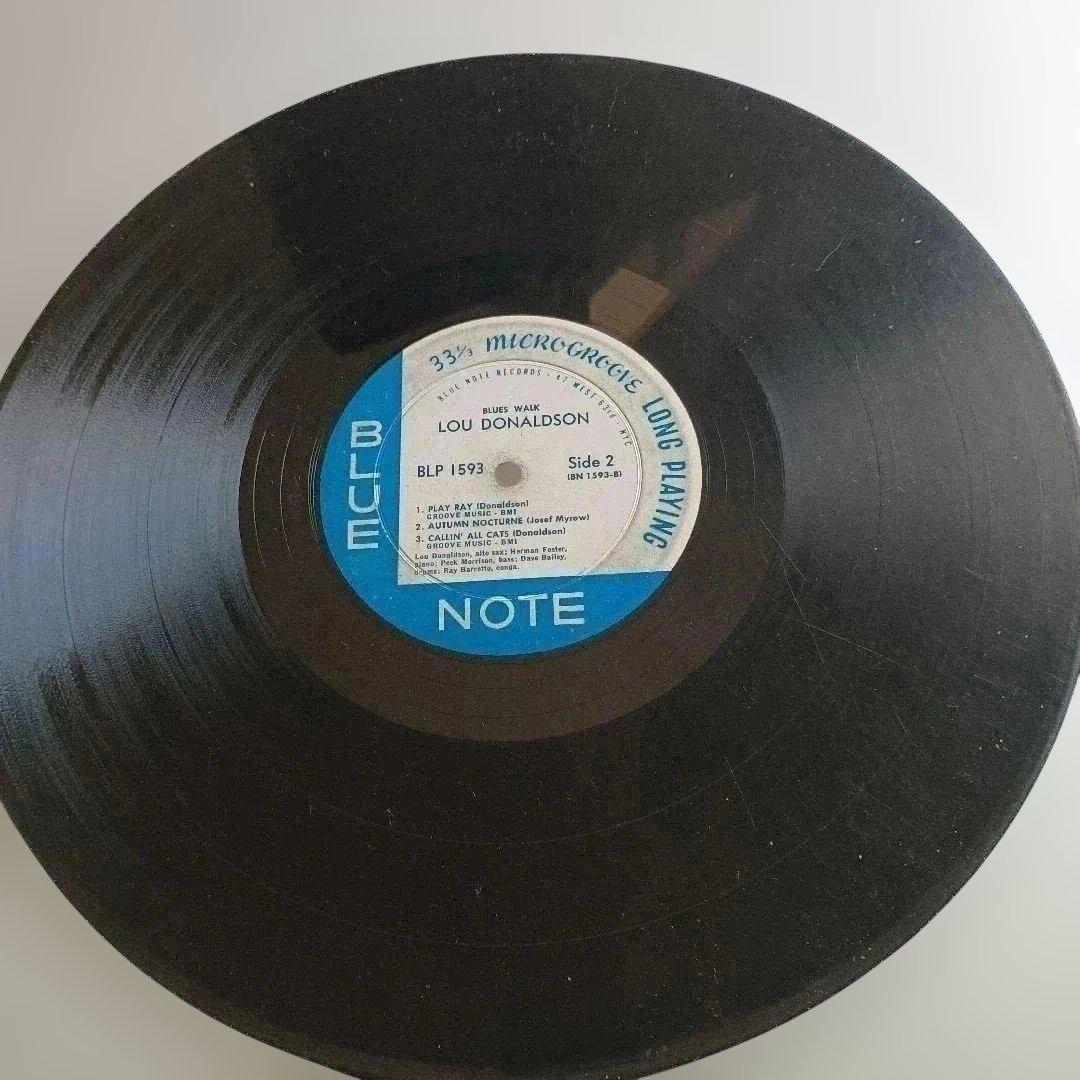 33⅓ MICROGROOVE LONG PLAYING
BLUE NOTE RECORDS · 47 WEST 63rd · NYC
BLUES WALK
LOU DONALDSON
BLP 1593
Side 2
(BN 1593-B)
1. PLAY RAY (Donaldson)
GROOVE MUSIC - BMI
2. AUTUMN NOCTURNE (Josef Myrow)
3. CALLIN' ALL CATS (Donaldson)
GROOVE MUSIC - BMI
Lou Donaldson, alto sax; Herman Foster,
piano; Peck Morrison, bass; Dave Bailey,
drums; Ray Barretto, conga.
BLUE
NOTE